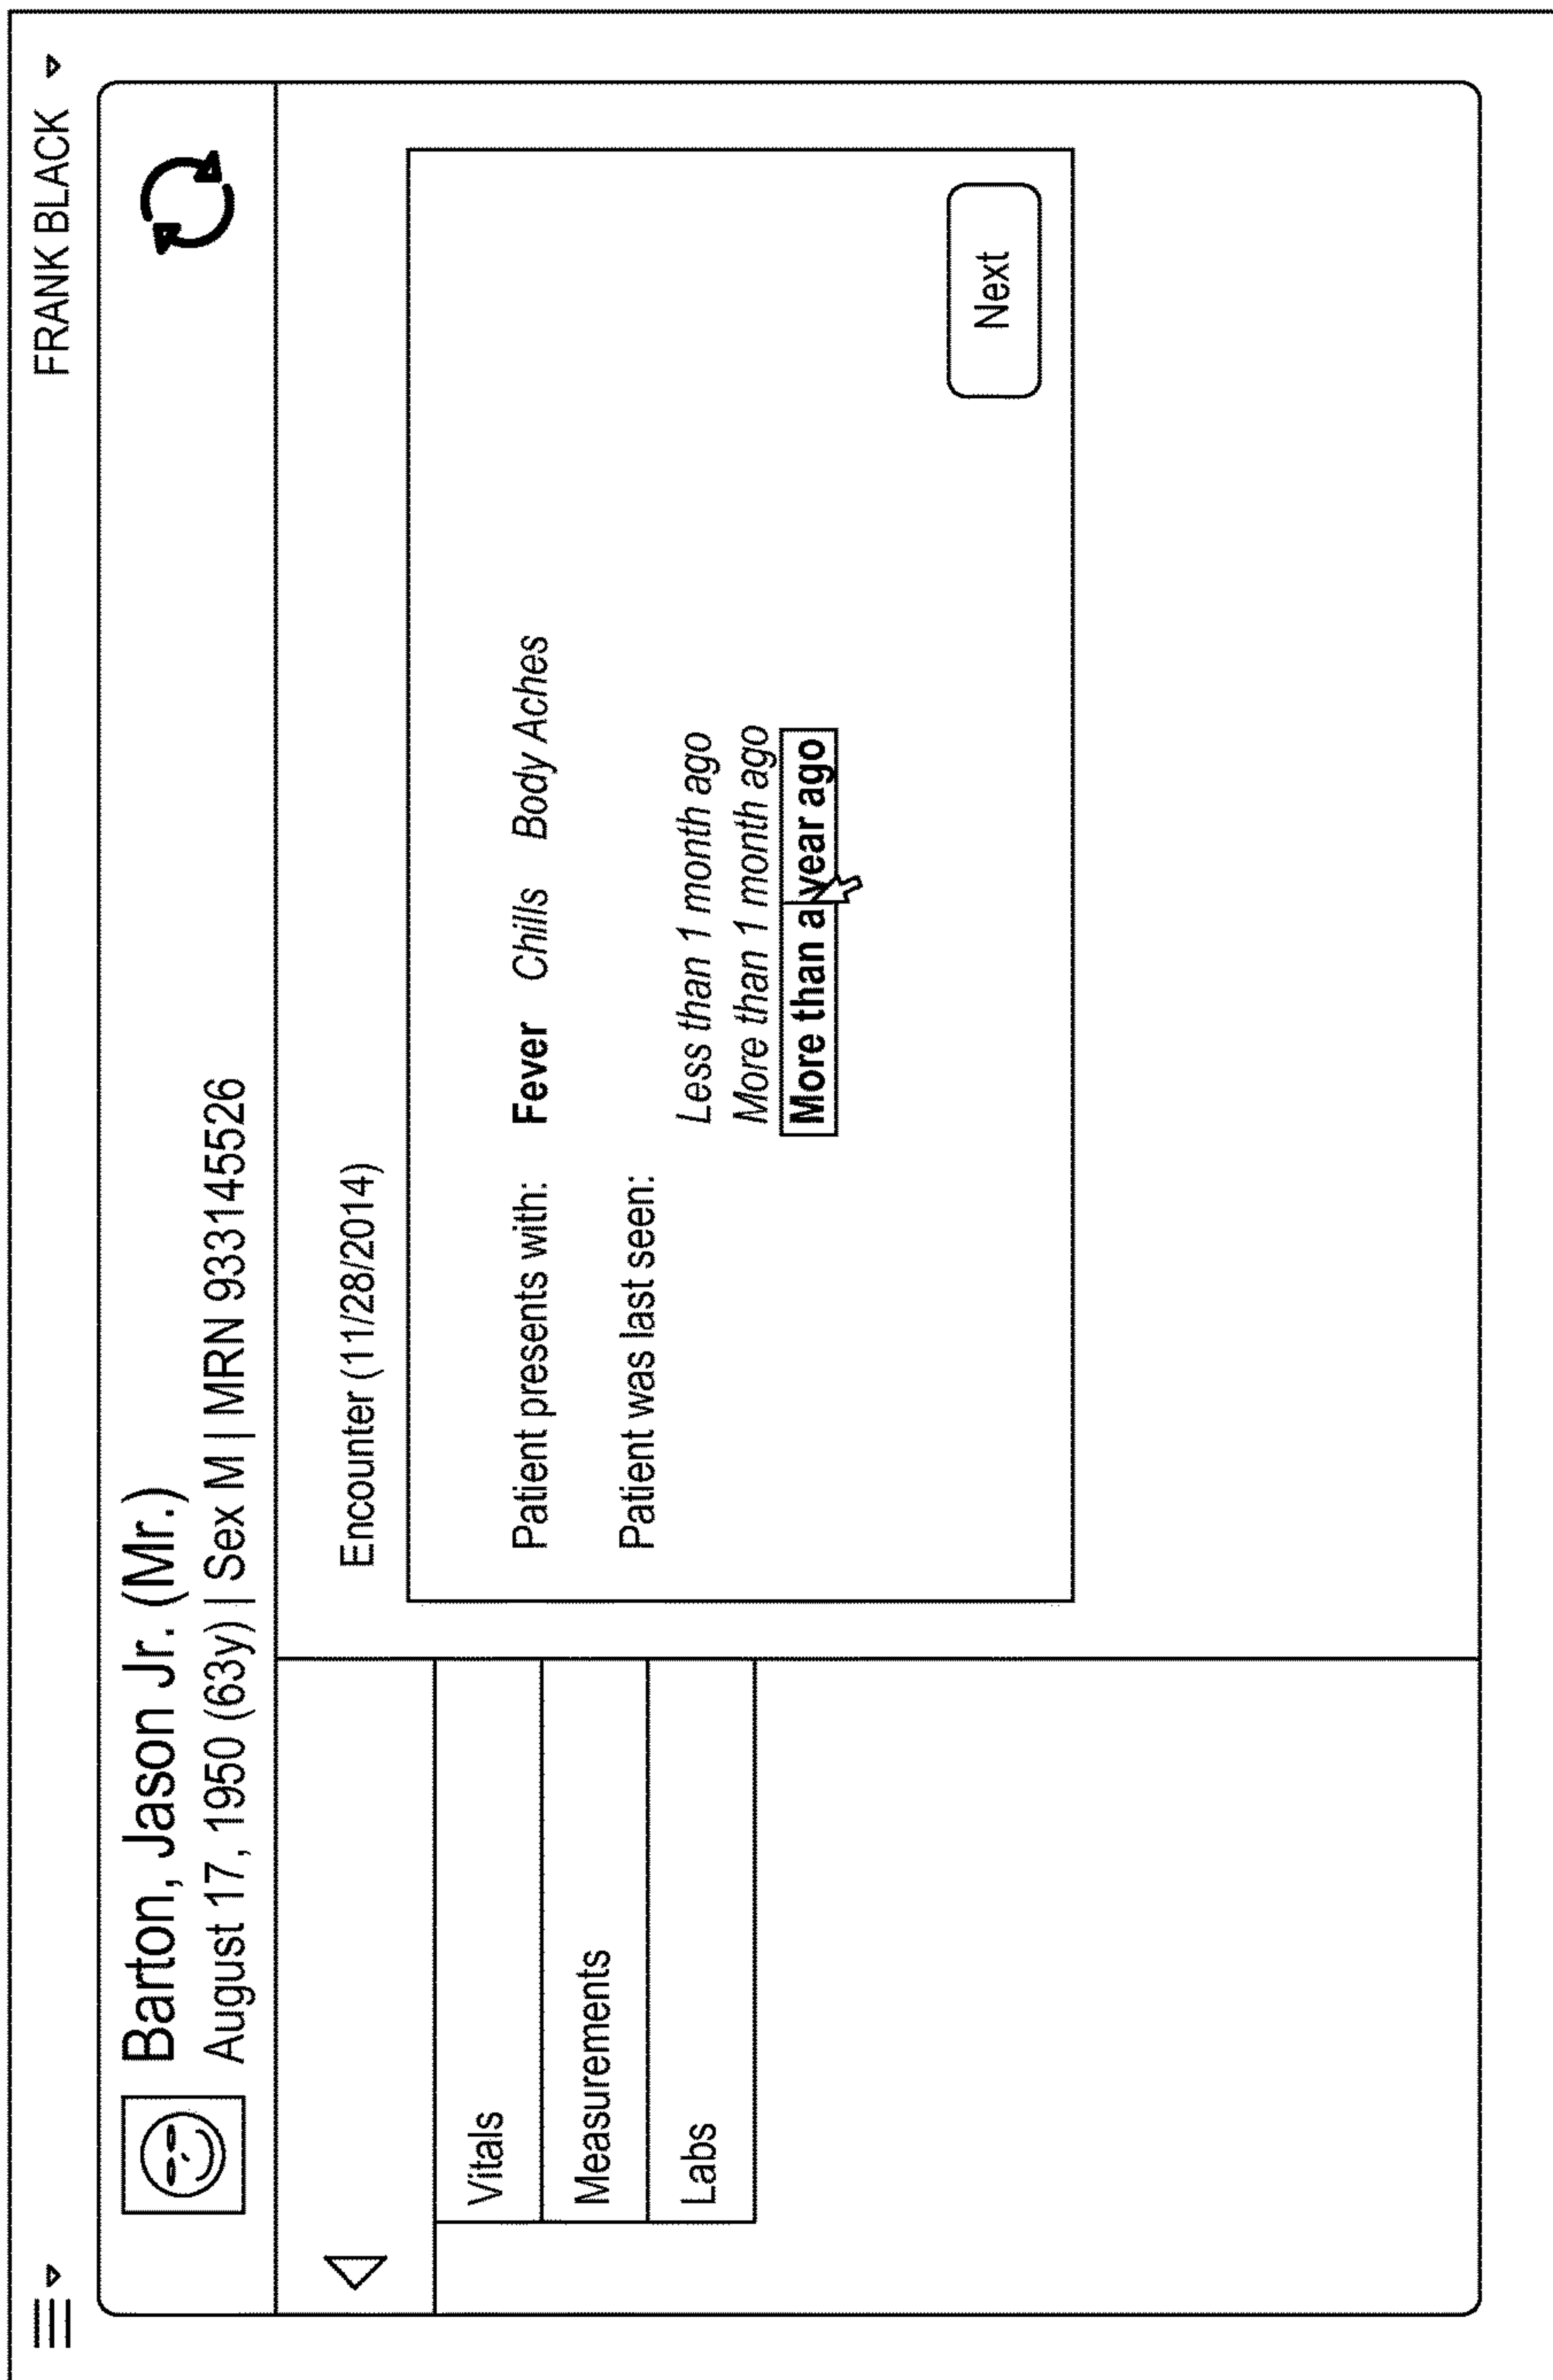 FRANK BLACK
Barton, Jason Jr. (Mr.)
August 17, 1950 (63y) | Sex M | MRN 933145526
Vitals
Measurements
Labs
Encounter (11/28/2014)
Patient presents with: Fever Chills Body Aches
Patient was last seen:
Less than 1 month ago
More than 1 month ago
More than a year ago
Next